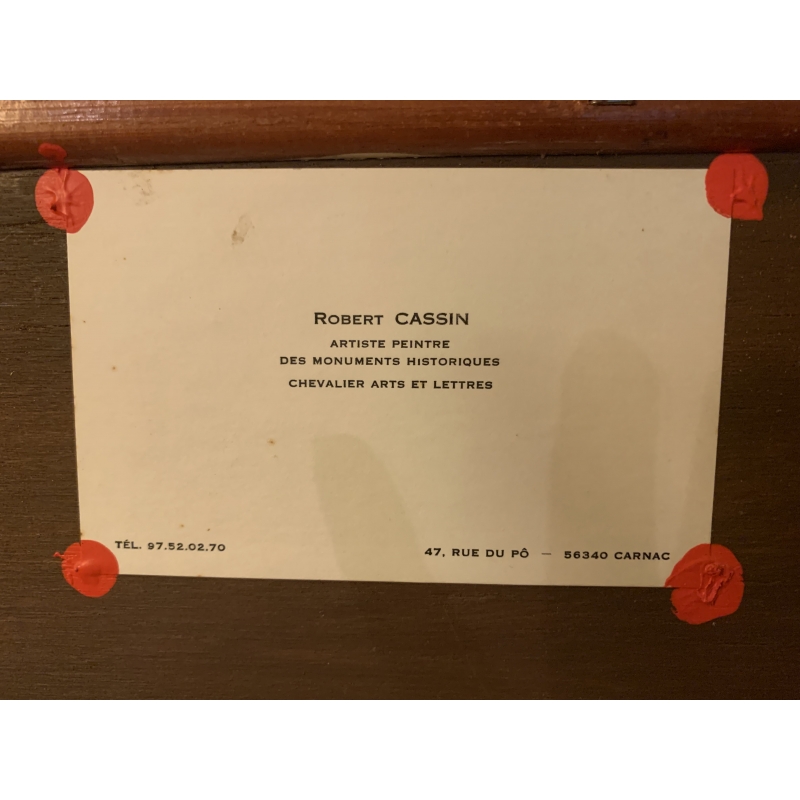 Robert CASSIN
ARTISTE PEINTRE
DES MONUMENTS HISTORIQUES
CHEVALIER ARTS ET LETTRES
TÉL. 97.52.02.70
47, RUE DU PÔ — 56340 CARNAC